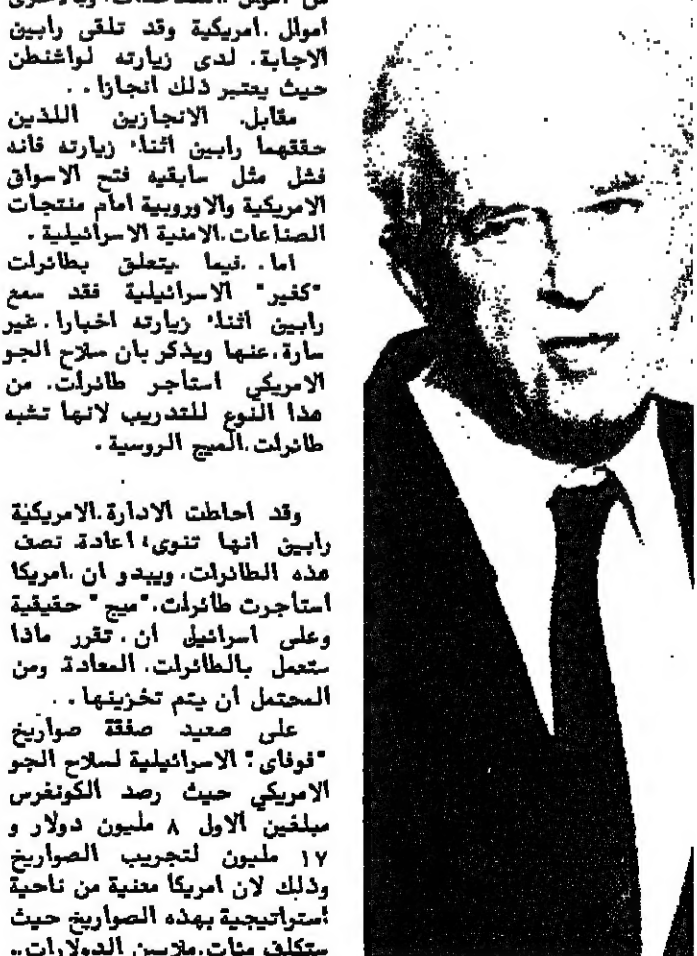 من اموال المساعدات وبالاحرى
اموال .امريكية وقد تلقى رابين
الاجابة. لدى زيارته لواشنطن
حيث يعتبر ذلك انجازا . .
مقابل. الانجازين اللذين
حققهما رابين اثناء زيارته فانه
فشل مثل سابقيه فتح الاسواق
الامريكية والاوروبية امام منتجات
الصناعات.الامنية الاسرائيلية .
اما . .فيما يتعلق بطائرات
"كفير" الاسرائيلية فقد سمع
رابين اثناء زيارته اخبارا .غير
سارة.عنها ويذكر بان سلاح الجو
الامريكي استاجر طائرات. من
هذا النوع للتدريب لانها تشبه
طائرات.الميج الروسية .
وقد احاطت الادارة.الامريكية
رابين انها تنوي، اعادة. نصف
هذه الطائرات. ويبدو ان .امريكا
استاجرت طائرات."ميج" حقيقية
وعلى اسرائيل ان . تقرر ماذا
ستعمل بالطائرات. المعادة. ومن
المحتمل ان يتم تخزينها . .
على صعيد صفقة صواريخ
"فوفاي" الاسرائيلية لسلاح الجو
الامريكي حيث رصد الكونغرس
مبلغين الاول ٨ مليون دولار و
١٧ مليون لتجريب الصواريخ
وذلك لان امريكا معنية من ناحية
استراتيجية بهذه الصواريخ حيث
ستكلف مئات.ملايين الدولارات..